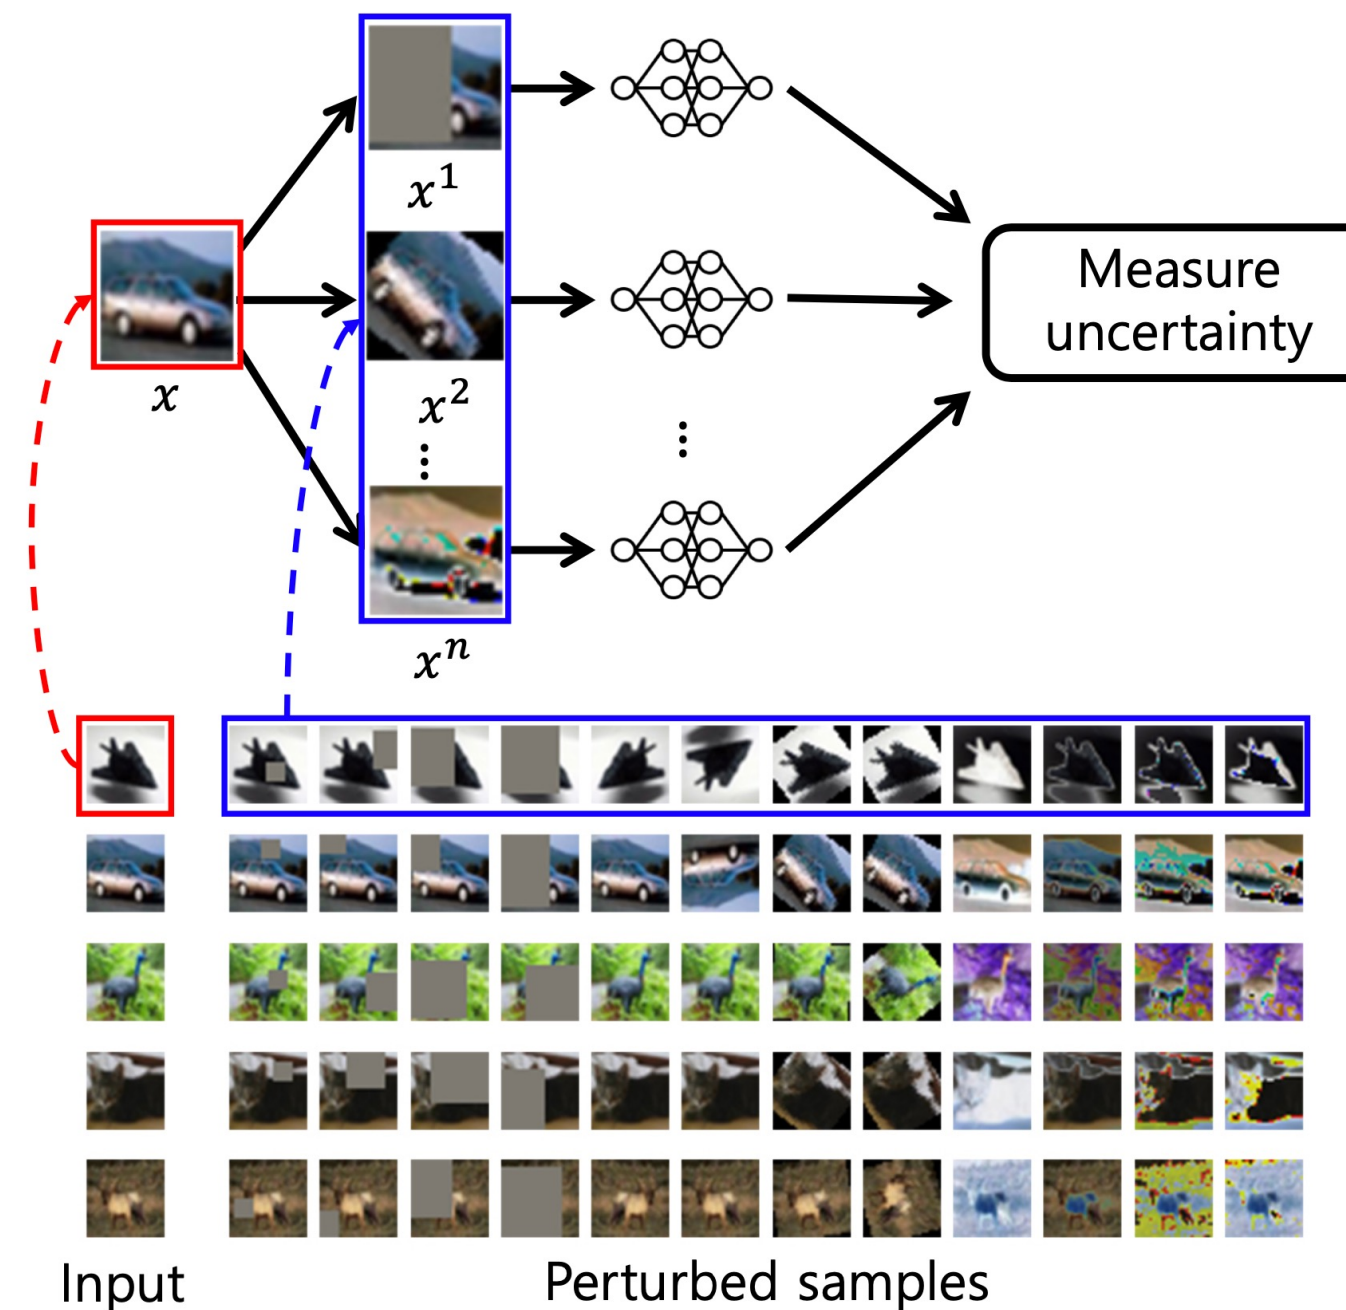 x¹
x
x²
⋮
⋮
xⁿ
Measure
uncertainty
Input
Perturbed samples